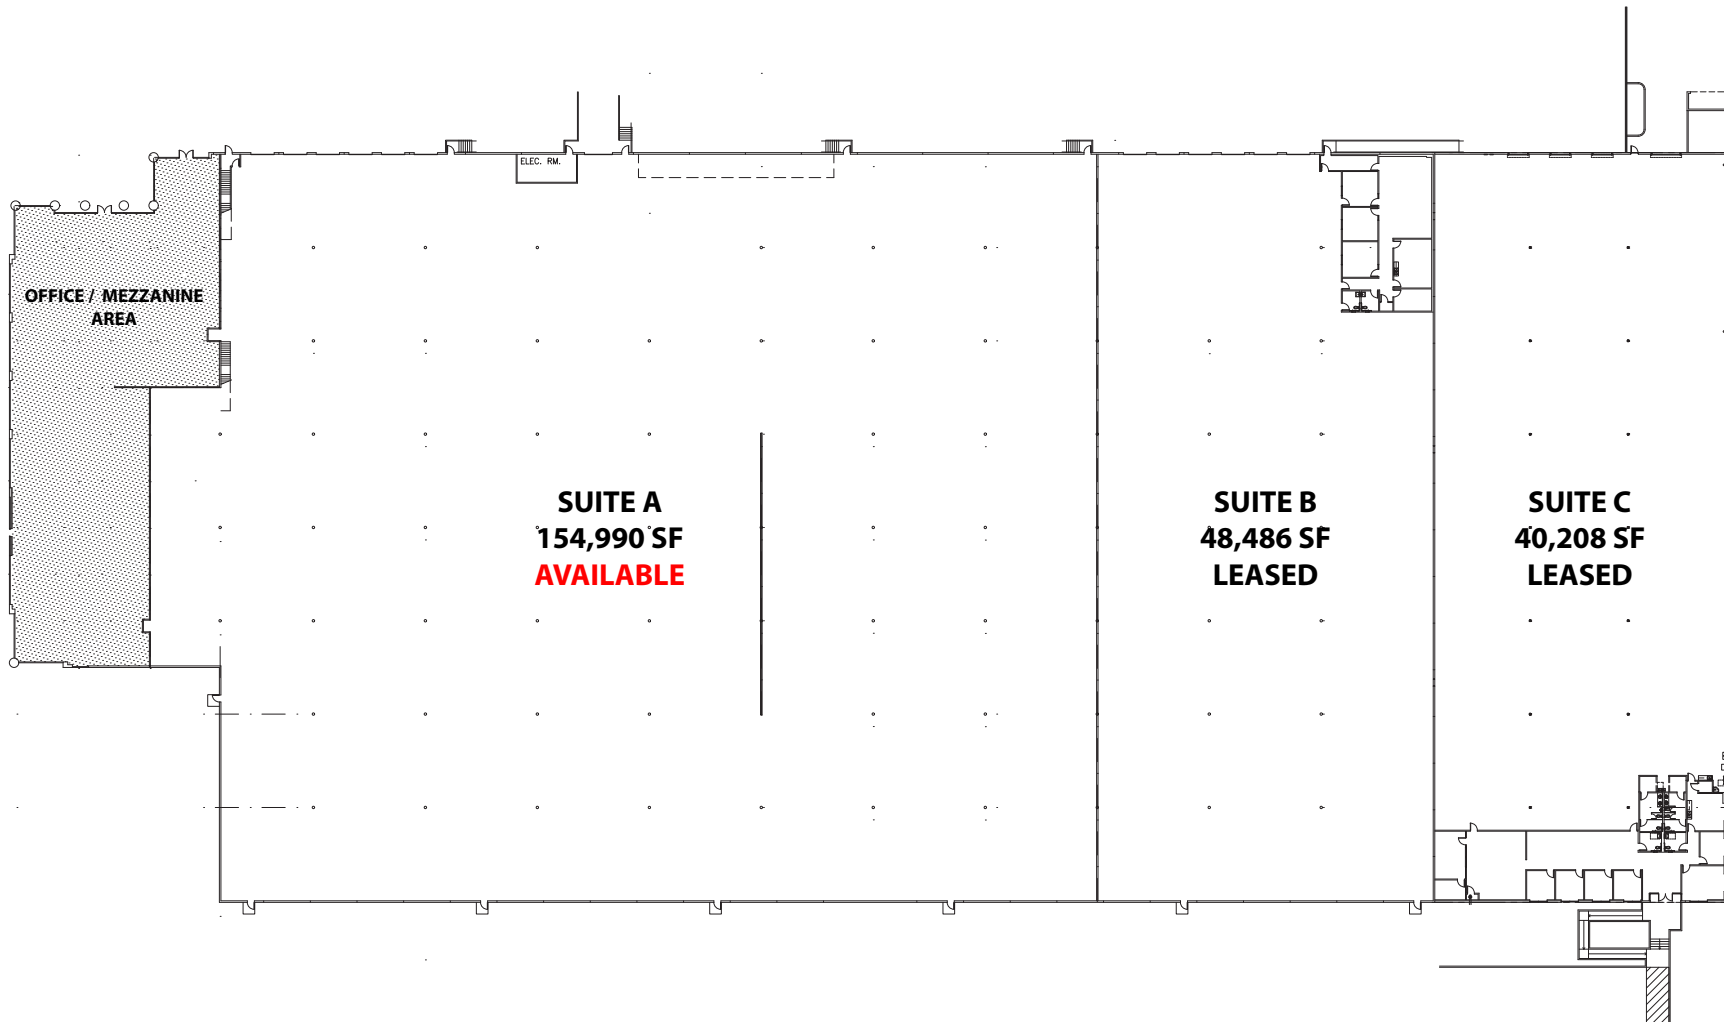 ELEC. RM.
OFFICE / MEZZANINE
AREA
SUITE A
154,990 SF
AVAILABLE
SUITE B
48,486 SF
LEASED
SUITE C
40,208 SF
LEASED